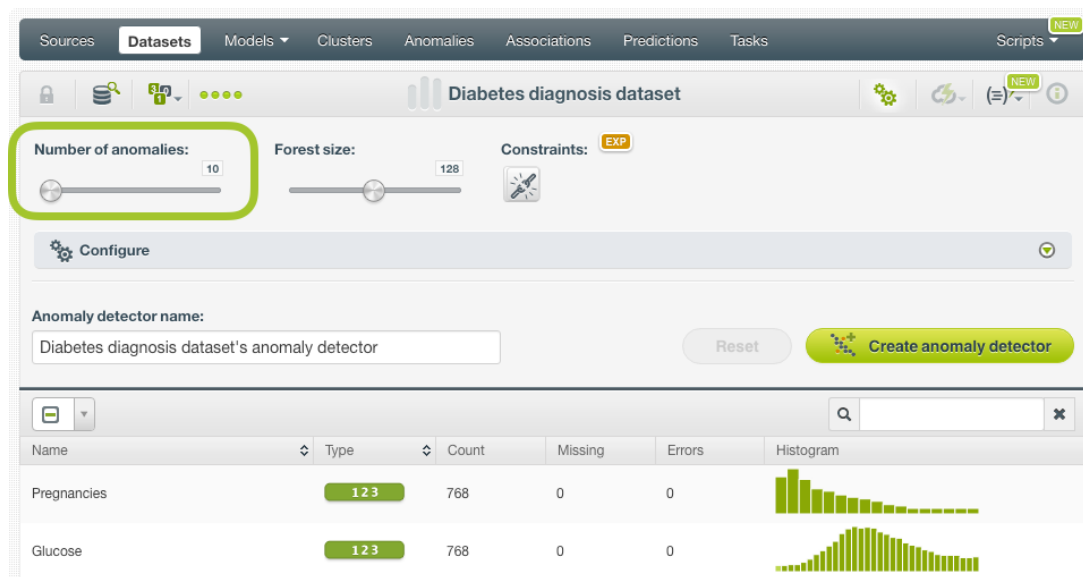 NEW
Sources Datasets Models Clusters Anomalies Associations Predictions Tasks Scripts
Diabetes diagnosis dataset NEW
Number of anomalies: Forest size: Constraints: EXP
10 128
Configure
Anomaly detector name:
Diabetes diagnosis dataset's anomaly detector Reset Create anomaly detector
Name Type Count Missing Errors Histogram
Pregnancies 123 768 0 0
Glucose 123 768 0 0